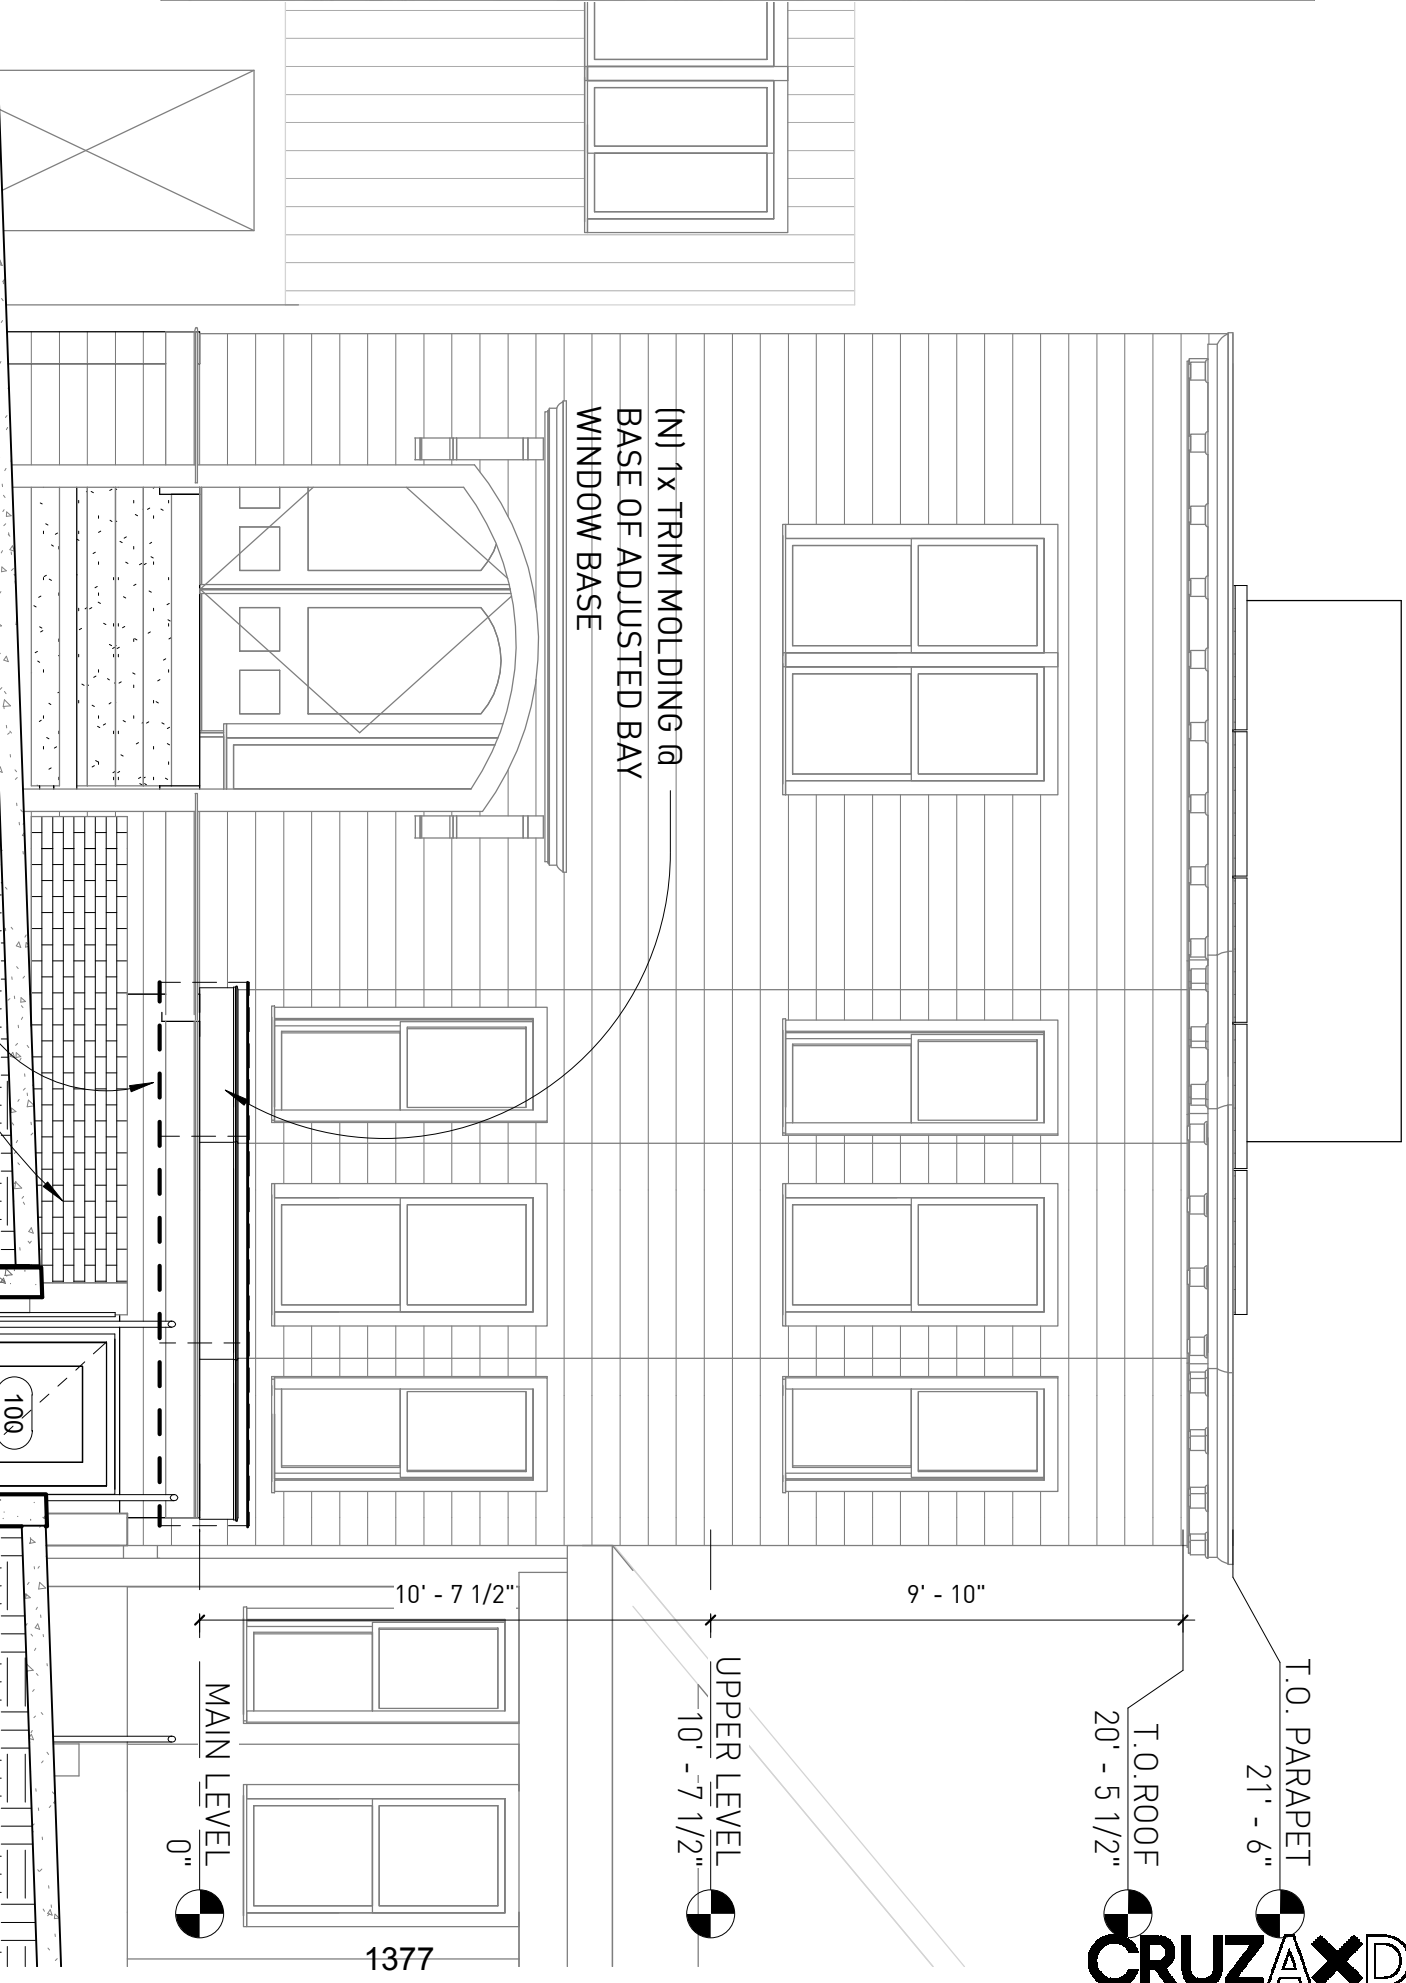 (N) 1x TRIM MOLDING @
BASE OF ADJUSTED BAY
WINDOW BASE
T.O. PARAPET
21' - 6"
T.O.ROOF
20' - 5 1/2"
9' - 10"
UPPER LEVEL
10' - 7 1/2"
10' - 7 1/2"
MAIN LEVEL
0"
100
1377
CRUZAXD